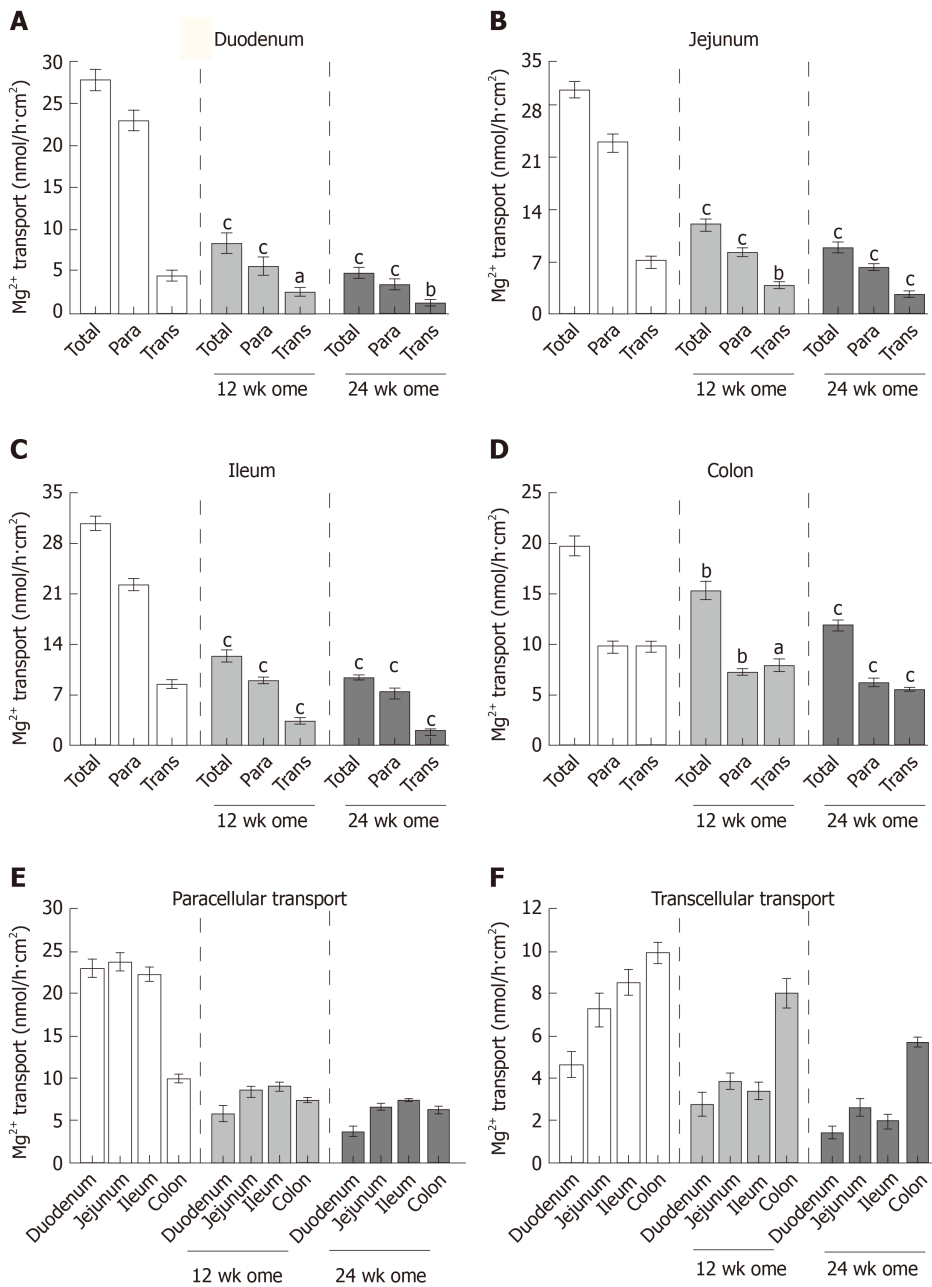 A
Duodenum
Mg2+ transport (nmol/h·cm2)
30
25
20
10
5
0
c
c
a
c
c
b
Total
Para
Trans
Total
Para
Trans
Total
Para
Trans
12 wk ome
24 wk ome
B
Jejunum
Mg2+ transport (nmol/h·cm2)
35
28
21
14
7
0
c
c
b
c
c
c
Total
Para
Trans
Total
Para
Trans
Total
Para
Trans
12 wk ome
24 wk ome
C
Ileum
Mg2+ transport (nmol/h·cm2)
35
28
21
14
7
0
c
c
c
c
c
c
Total
Para
Trans
Total
Para
Trans
Total
Para
Trans
12 wk ome
24 wk ome
D
Colon
Mg2+ transport (nmol/h·cm2)
25
20
15
10
5
0
b
b
a
c
c
c
Total
Para
Trans
Total
Para
Trans
Total
Para
Trans
12 wk ome
24 wk ome
E
Paracellular transport
Mg2+ transport (nmol/h·cm2)
30
25
20
15
10
5
0
Duodenum
Jejunum
Ileum
Colon
Duodenum
Jejunum
Ileum
Colon
Duodenum
Jejunum
Ileum
Colon
12 wk ome
24 wk ome
F
Transcellular transport
Mg2+ transport (nmol/h·cm2)
12
10
8
6
4
2
0
Duodenum
Jejunum
Ileum
Colon
Duodenum
Jejunum
Ileum
Colon
Duodenum
Jejunum
Ileum
Colon
12 wk ome
24 wk ome